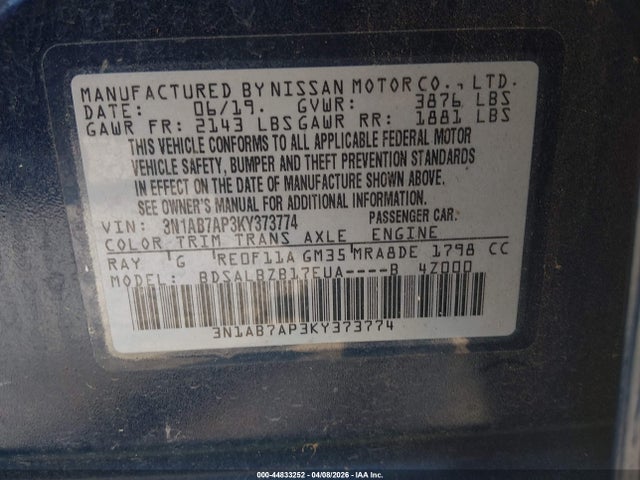 MANUFACTURED BY NISSAN MOTOR CO., LTD.
DATE: 06/19. GVWR: 3876 LBS
GAWR FR: 2143 LBS GAWR RR: 1881 LBS
THIS VEHICLE CONFORMS TO ALL APPLICABLE FEDERAL MOTOR
VEHICLE SAFETY, BUMPER AND THEFT PREVENTION STANDARDS
IN EFFECT ON THE DATE OF MANUFACTURE SHOWN ABOVE.
SEE OWNER'S MANUAL FOR ADDITIONAL INFORMATION.
VIN: 3N1AB7AP3KY373774 PASSENGER CAR.
COLOR TRIM TRANS AXLE ENGINE
RAY G RE0F11A GM35 MRA8DE 1798 CC
MODEL: BDSALBZB17EUA----B 4Z000
3N1AB7AP3KY373774
000-44833252 | 04/08/2026 | IAA Inc.